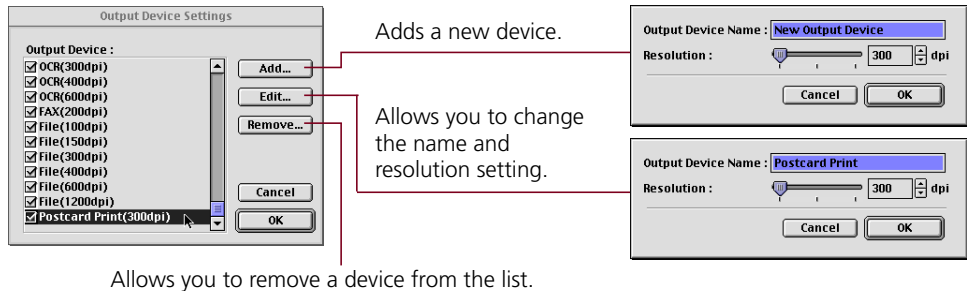 Output Device Settings
Output Device :
OCR(300dpi)
OCR(400dpi)
OCR(600dpi)
FAX(200dpi)
File(100dpi)
File(150dpi)
File(300dpi)
File(400dpi)
File(600dpi)
File(1200dpi)
Postcard Print(300dpi)
Add...
Edit...
Remove...
Cancel
OK
Adds a new device.
Allows you to change
the name and
resolution setting.
Allows you to remove a device from the list.
Output Device Name : New Output Device
Resolution : 300 dpi
Cancel OK
Output Device Name : Postcard Print
Resolution : 300 dpi
Cancel OK